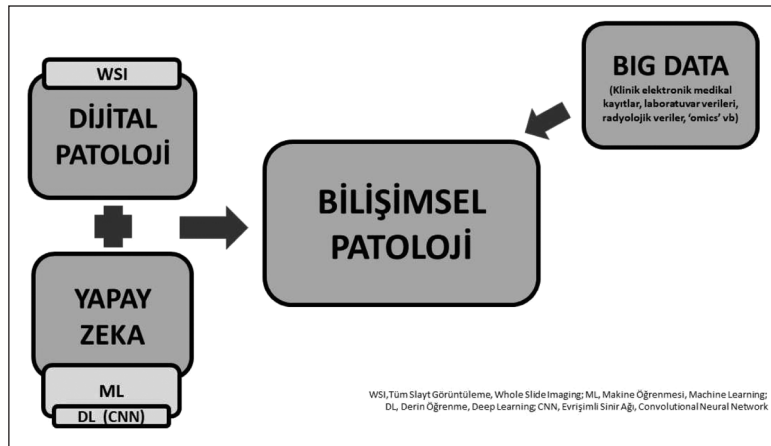 WSI
DİJİTAL
PATOLOJİ
YAPAY
ZEKA
ML
DL (CNN)
BİLİŞİMSEL
PATOLOJİ
BIG DATA
(Klinik elektronik medikal
kayıtlar, laboratuvar verileri,
radyolojik veriler, ‘omics’ vb)
WSI,Tüm Slayt Görüntüleme, Whole Slide Imaging; ML, Makine Öğrenmesi, Machine Learning;
DL, Derin Öğrenme, Deep Learning; CNN, Evrişimli Sinir Ağı, Convolutional Neural Network